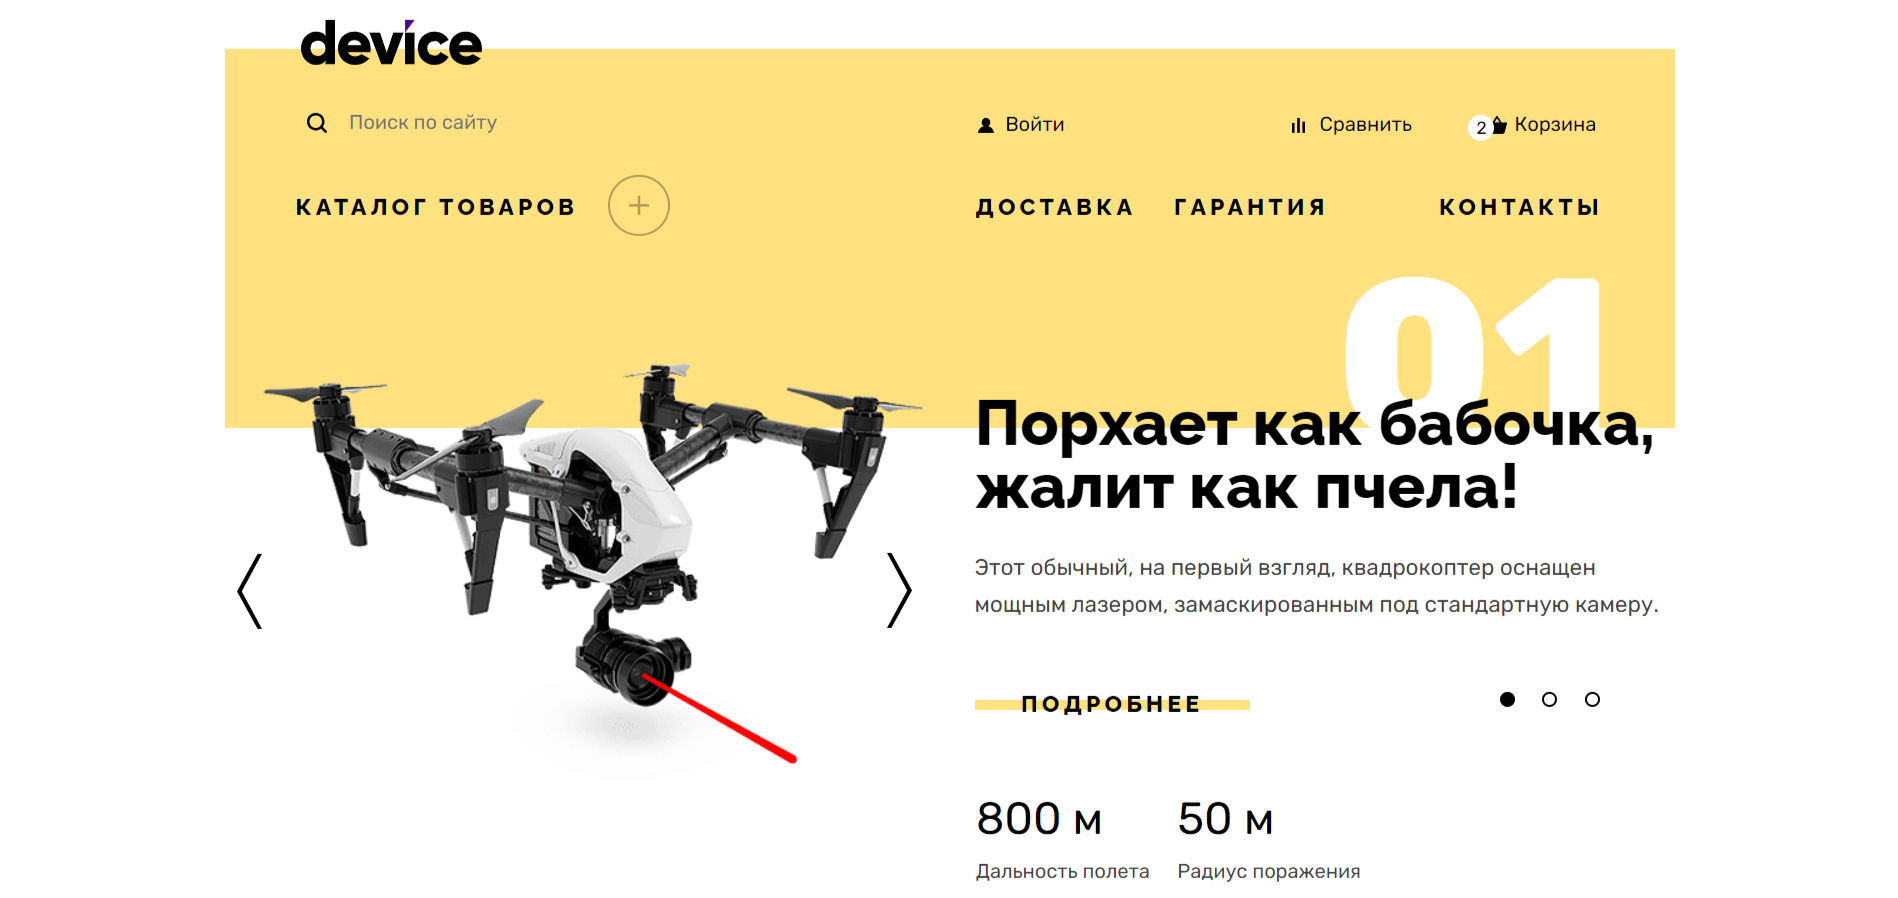 device
Поиск по сайту
Войти
Сравнить
2 Корзина
КАТАЛОГ ТОВАРОВ
ДОСТАВКА
ГАРАНТИЯ
КОНТАКТЫ
01
Порхает как бабочка,
жалит как пчела!
Этот обычный, на первый взгляд, квадрокоптер оснащен
мощным лазером, замаскированным под стандартную камеру.
ПОДРОБНЕЕ
800 м
50 м
Дальность полета
Радиус поражения